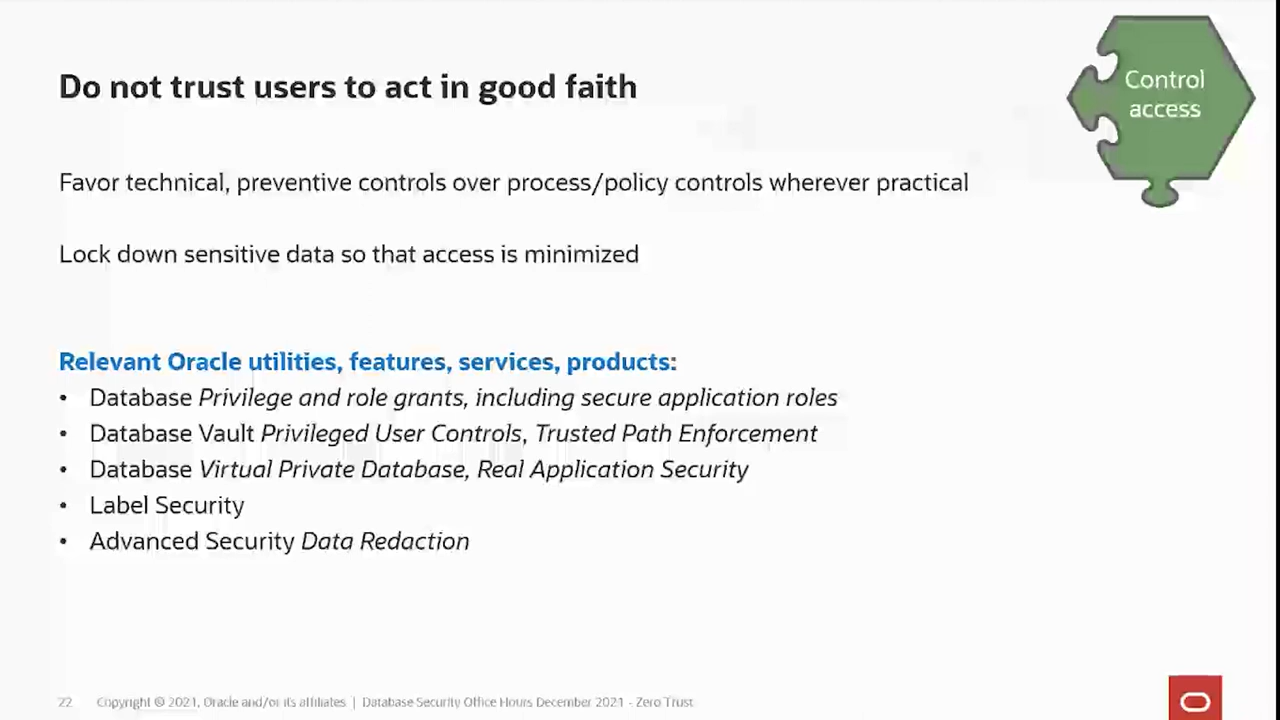 Do not trust users to act in good faith
Control
access
Favor technical, preventive controls over process/policy controls wherever practical
Lock down sensitive data so that access is minimized
Relevant Oracle utilities, features, services, products:
• Database Privilege and role grants, including secure application roles
• Database Vault Privileged User Controls, Trusted Path Enforcement
• Database Virtual Private Database, Real Application Security
• Label Security
• Advanced Security Data Redaction
22 Copyright © 2021, Oracle and/or its affiliates | Database Security Office Hours December 2021 - Zero Trust